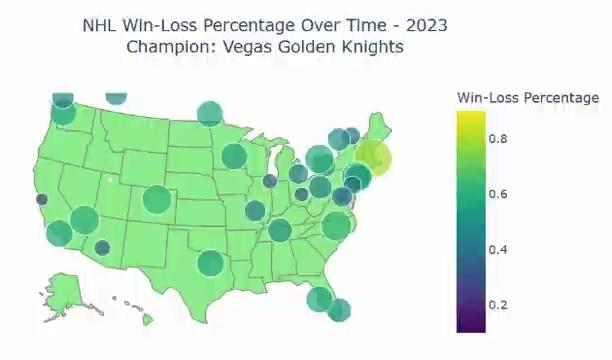 NHL Win-Loss Percentage Over Time - 2023
Champion: Vegas Golden Knights
Win-Loss Percentage
0.8
0.6
0.4
0.2